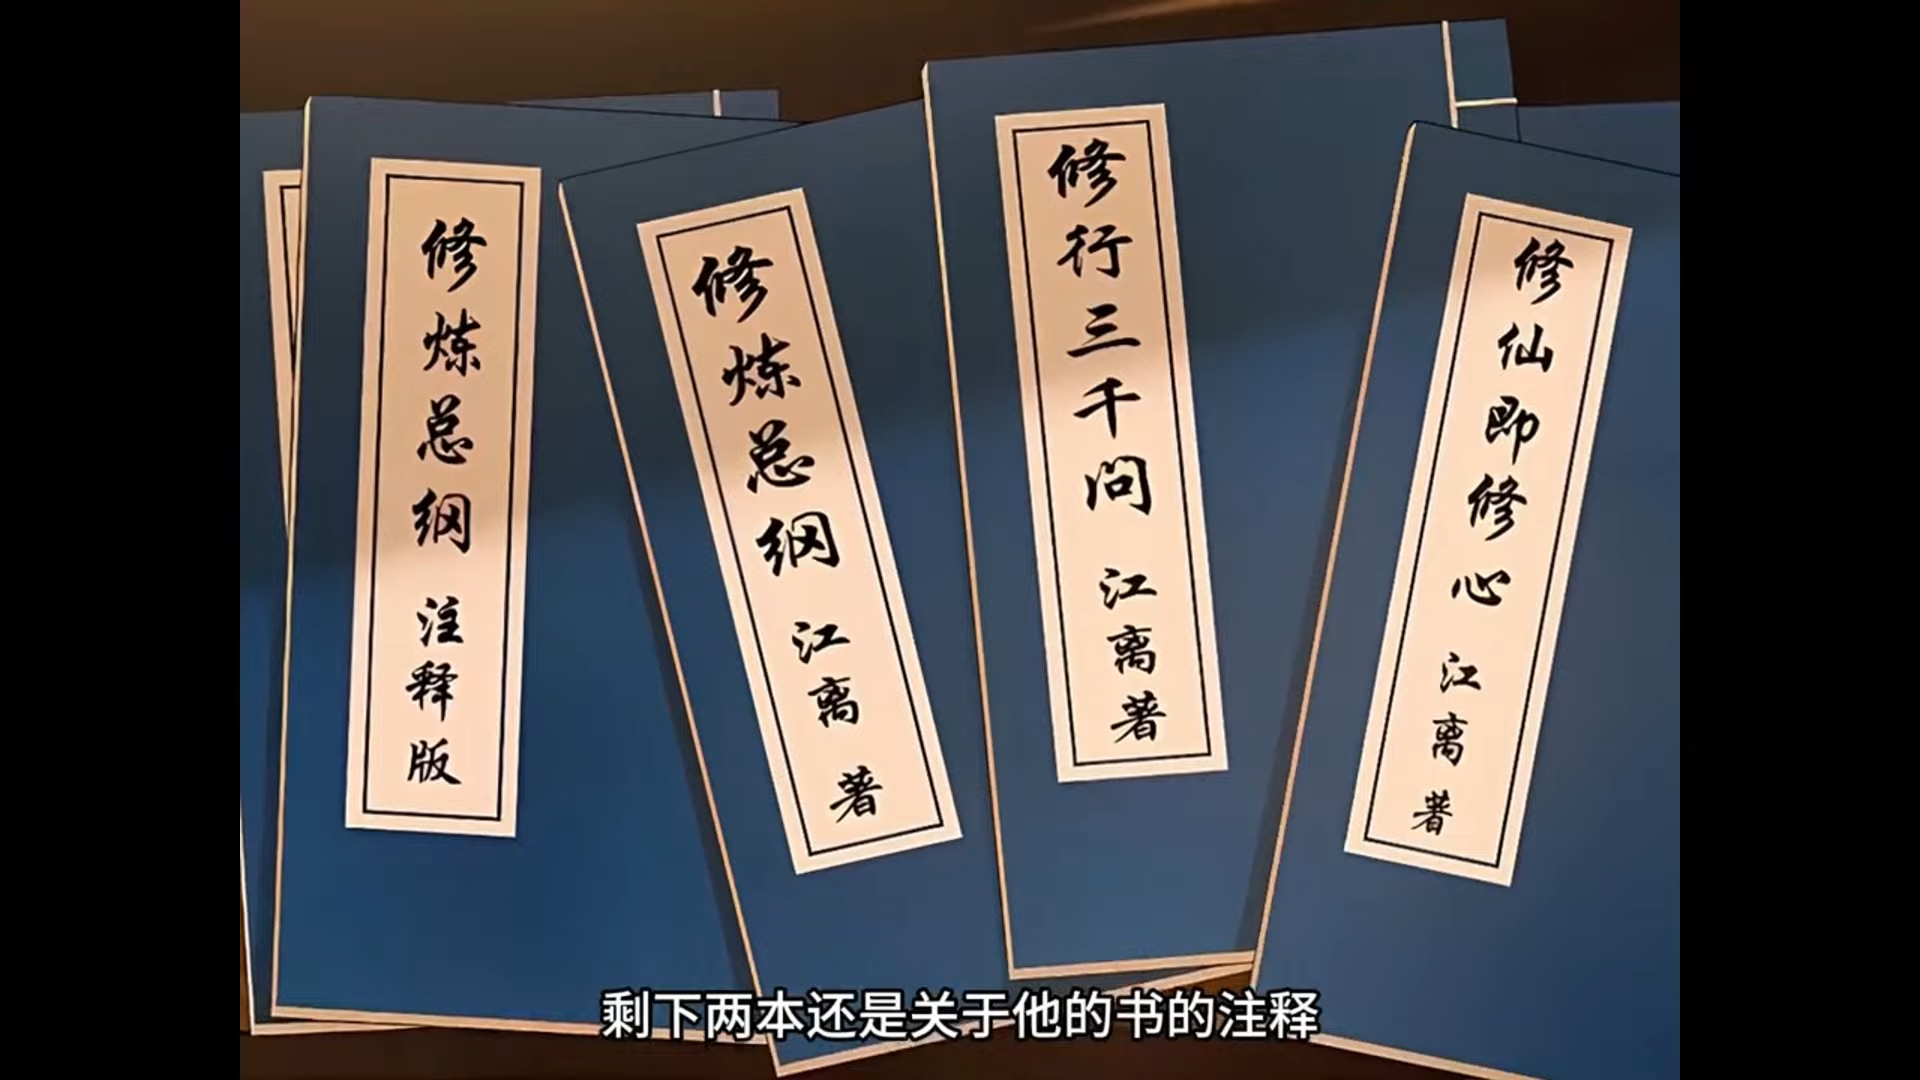 修炼总纲 注释版
修炼总纲 江离 著
修行三千问 江离著
修仙即修心 江离著
剩下两本还是关于他的书的注释